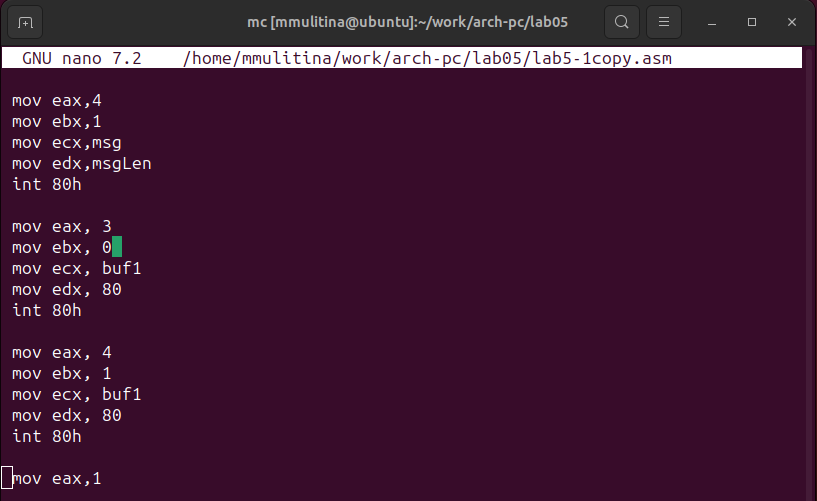 mc [mmulitina@ubuntu]:~/work/arch-pc/lab05
GNU nano 7.2 /home/mmulitina/work/arch-pc/lab05/lab5-1copy.asm
mov eax,4
mov ebx,1
mov ecx,msg
mov edx,msgLen
int 80h
mov eax, 3
mov ebx, 0
mov ecx, buf1
mov edx, 80
int 80h
mov eax, 4
mov ebx, 1
mov ecx, buf1
mov edx, 80
int 80h
mov eax,1